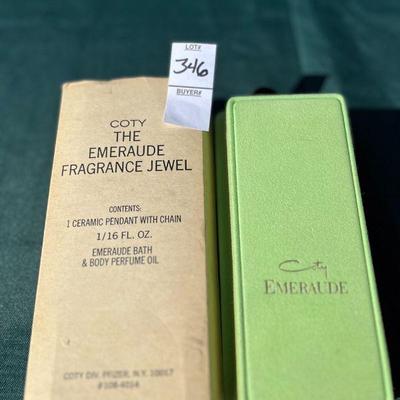 LOT#
346
BUYER#
COTY
THE
EMERAUDE
FRAGRANCE JEWEL
CONTENTS:
1 CERAMIC PENDANT WITH CHAIN
1/16 FL. OZ.
EMERAUDE BATH
& BODY PERFUME OIL
COTY DIV. PFIZER, N.Y. 10017
Coty
EMERAUDE